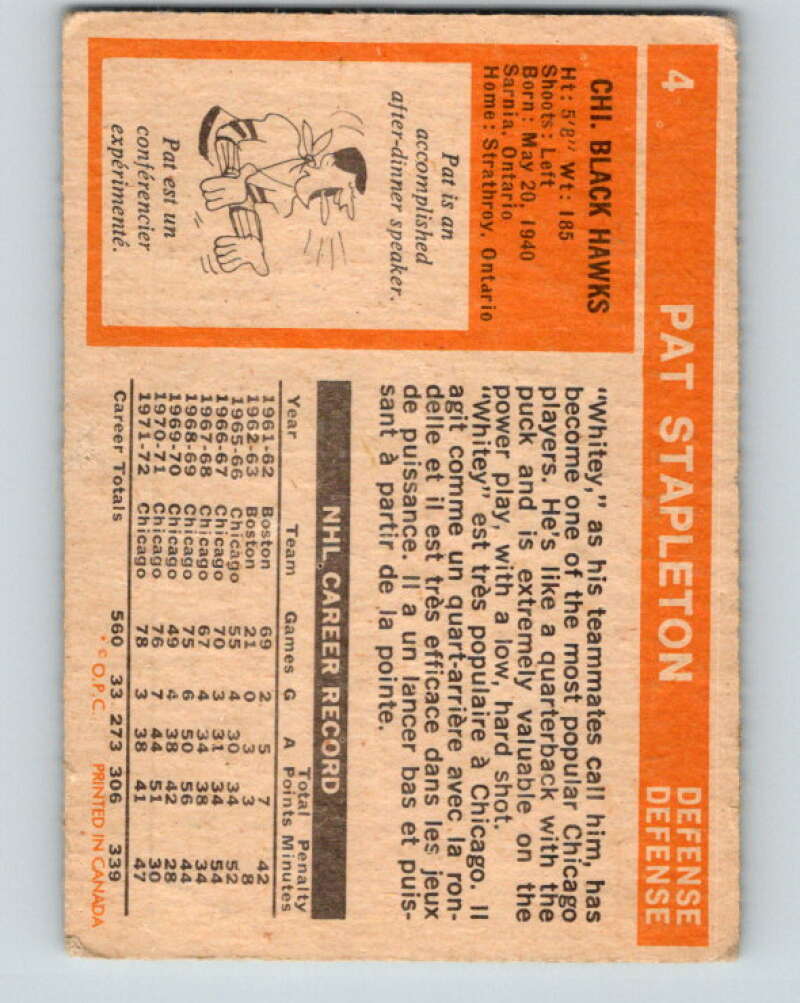 4
PAT STAPLETON
DEFENSE
DEFENSE
CHI. BLACK HAWKS
Ht: 5'8" Wt: 185
Shoots: Left
Born: May 20, 1940
Sarnia, Ontario
Home: Strathroy, Ontario
Pat is an
accomplished
after-dinner speaker.
Pat est un
conférencier
expérimenté.
"Whitey," as his teammates call him, has
become one of the most popular Chicago
players. He's like a quarterback with the
puck and is extremely valuable on the
power play, with a low, hard shot.
"Whitey" est très populaire à Chicago. Il
agit comme un quart-arrière avec la ron-
delle et il est très efficace dans les jeux
de puissance. Il a un lancer bas et puis-
sant à partir de la pointe.
NHL CAREER RECORD
Total Penalty
Year Team Games G A Points Minutes
1961-62 Boston 69 2 5 7 42
1962-63 Boston 21 0 3 3 8
1965-66 Chicago 55 4 30 34 52
1966-67 Chicago 70 3 31 34 54
1967-68 Chicago 67 4 34 38 34
1968-69 Chicago 75 6 50 56 44
1969-70 Chicago 49 4 38 42 28
1970-71 Chicago 76 7 44 51 30
1971-72 Chicago 78 3 38 41 47
Career Totals 560 33 273 306 339
* © O.P.C. PRINTED IN CANADA